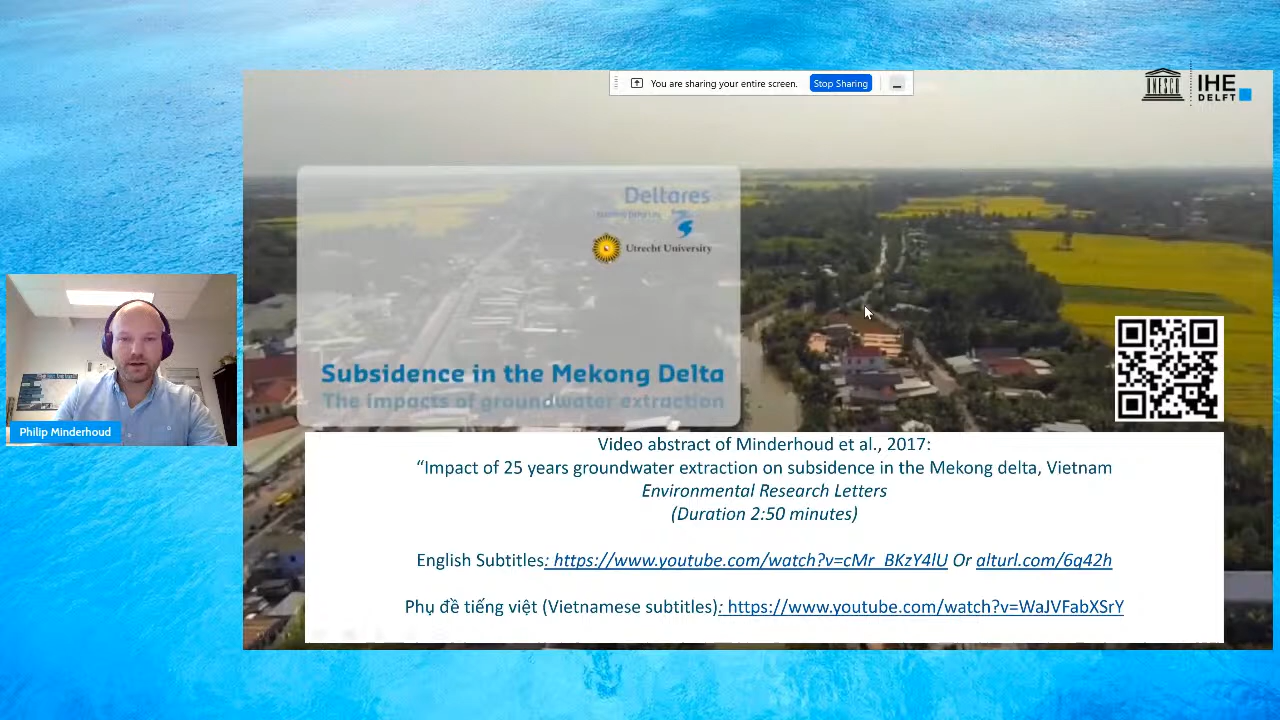 You are sharing your entire screen.
Stop Sharing
UNESCO
IHE
DELFT
Deltares
Utrecht University
Subsidence in the Mekong Delta
The impacts of groundwater extraction
Philip Minderhoud
Video abstract of Minderhoud et al., 2017:
“Impact of 25 years groundwater extraction on subsidence in the Mekong delta, Vietnam
Environmental Research Letters
(Duration 2:50 minutes)
English Subtitles: https://www.youtube.com/watch?v=cMr_BKzY4lU Or alturl.com/6q42h
Phụ đề tiếng việt (Vietnamese subtitles): https://www.youtube.com/watch?v=WaJVFabXSrY